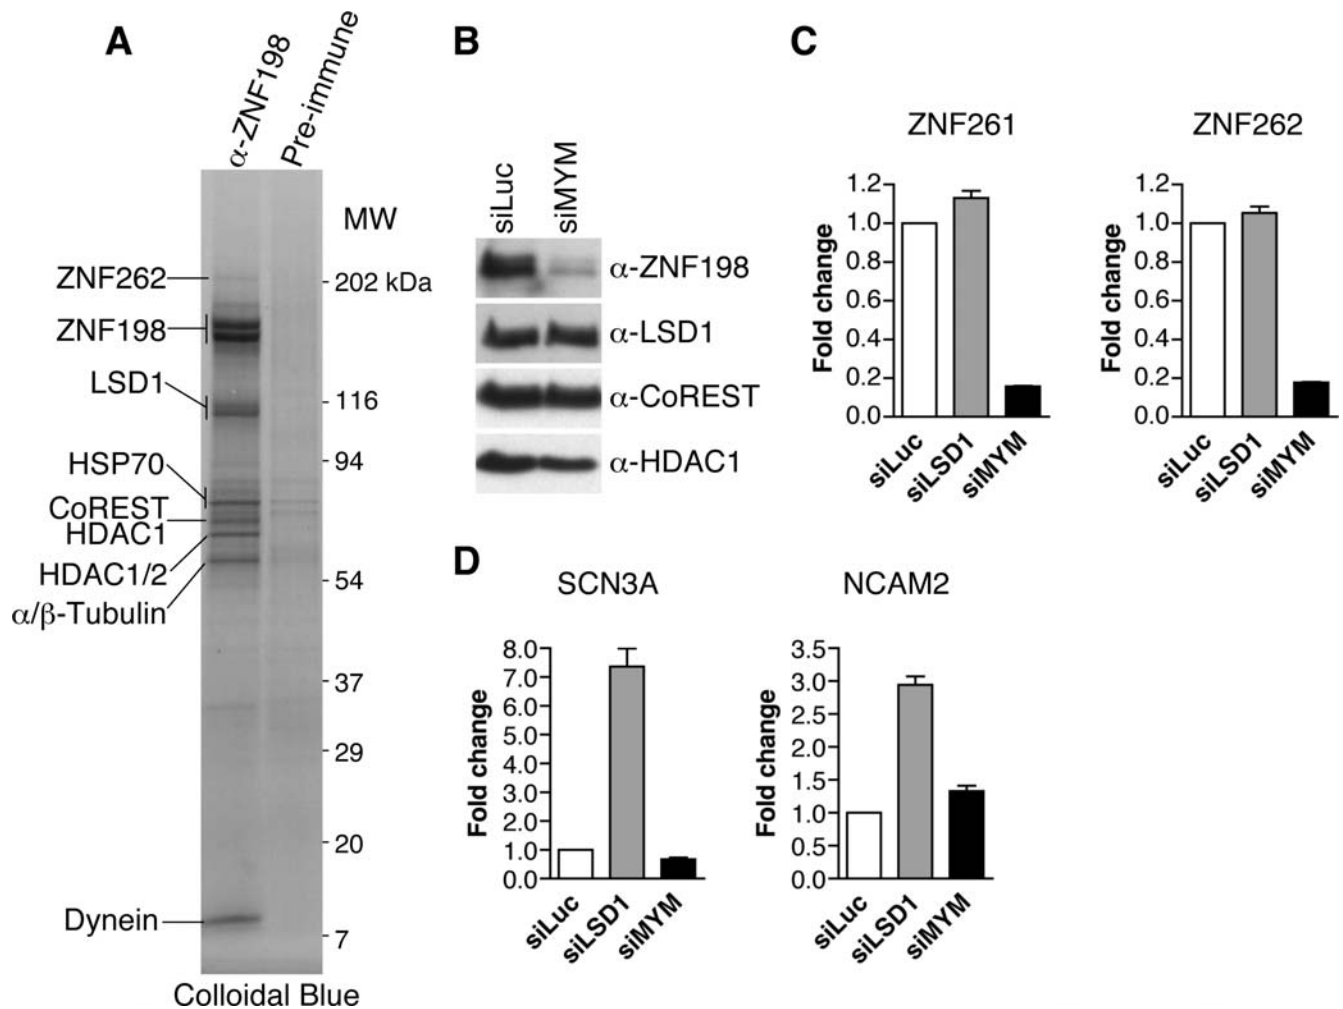 A
α-ZNF198
Pre-immune
MW
ZNF262
202 kDa
ZNF198
LSD1
116
HSP70
94
CoREST
HDAC1
HDAC1/2
54
α/β-Tubulin
37
29
20
Dynein
7
Colloidal Blue
B
siLuc
siMYM
α-ZNF198
α-LSD1
α-CoREST
α-HDAC1
C
ZNF261
Fold change
1.2
1.0
0.8
0.6
0.4
0.2
0.0
siLuc
siLSD1
siMYM
ZNF262
Fold change
1.2
1.0
0.8
0.6
0.4
0.2
0.0
siLuc
siLSD1
siMYM
D
SCN3A
Fold change
8.0
7.0
6.0
5.0
4.0
3.0
2.0
1.0
0.0
siLuc
siLSD1
siMYM
NCAM2
Fold change
3.5
3.0
2.5
2.0
1.5
1.0
0.5
0.0
siLuc
siLSD1
siMYM